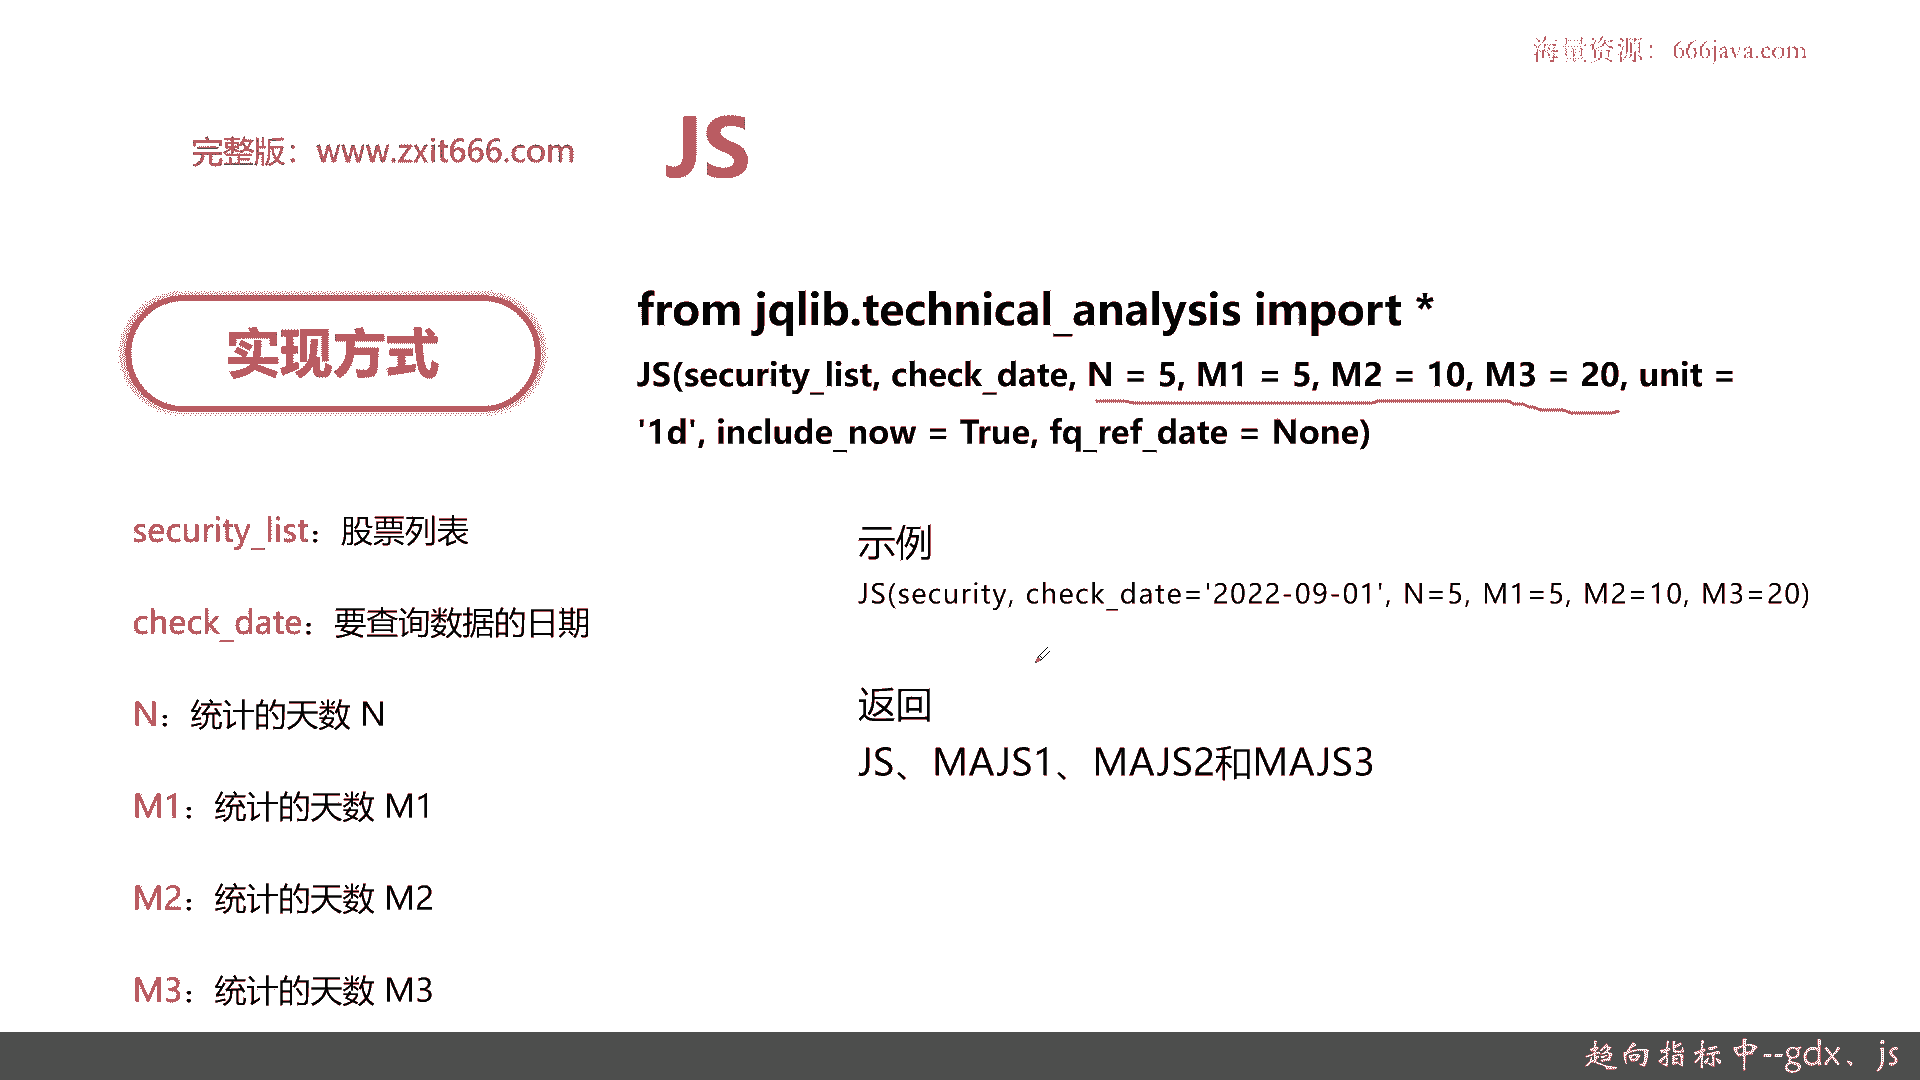 海量资源：666java.com
完整版：www.zxit666.com
JS
实现方式
from jqlib.technical_analysis import *
JS(security_list, check_date, N = 5, M1 = 5, M2 = 10, M3 = 20, unit =
'1d', include_now = True, fq_ref_date = None)
security_list：股票列表
check_date：要查询数据的日期
N：统计的天数 N
M1：统计的天数 M1
M2：统计的天数 M2
M3：统计的天数 M3
示例
JS(security, check_date='2022-09-01', N=5, M1=5, M2=10, M3=20)
返回
JS、MAJS1、MAJS2和MAJS3
趋向指标中--gdx、js